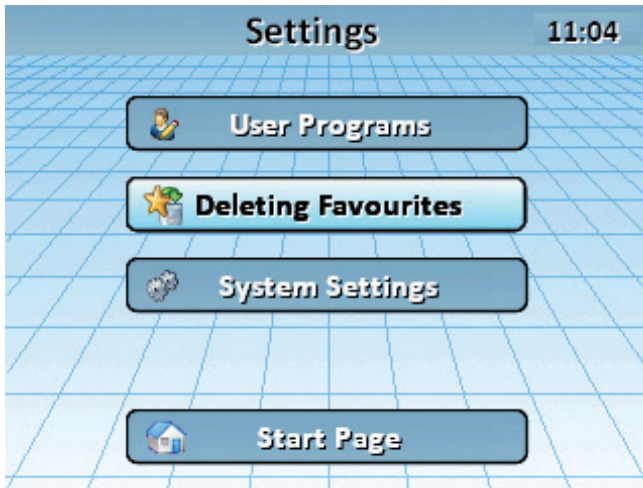 Settings
11:04
User Programs
Deleting Favourites
System Settings
Start Page